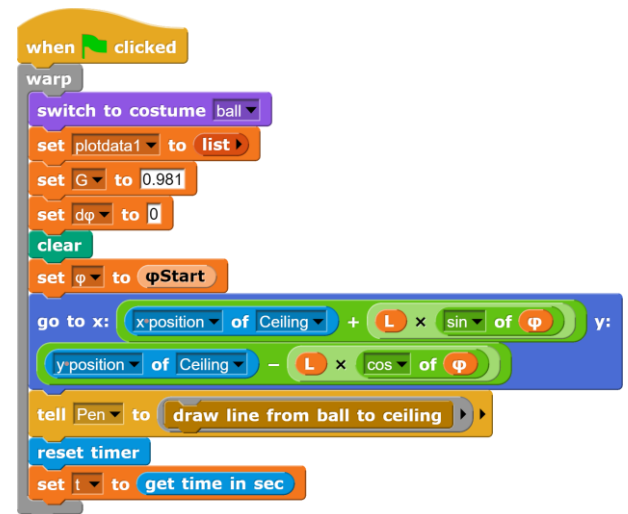 when clicked
warp
switch to costume ball
set plotdata1 to list
set G to 0.981
set dφ to 0
clear
set φ to φStart
go to x: x position of Ceiling + L × sin of φ y:
y position of Ceiling − L × cos of φ
tell Pen to draw line from ball to ceiling
reset timer
set t to get time in sec